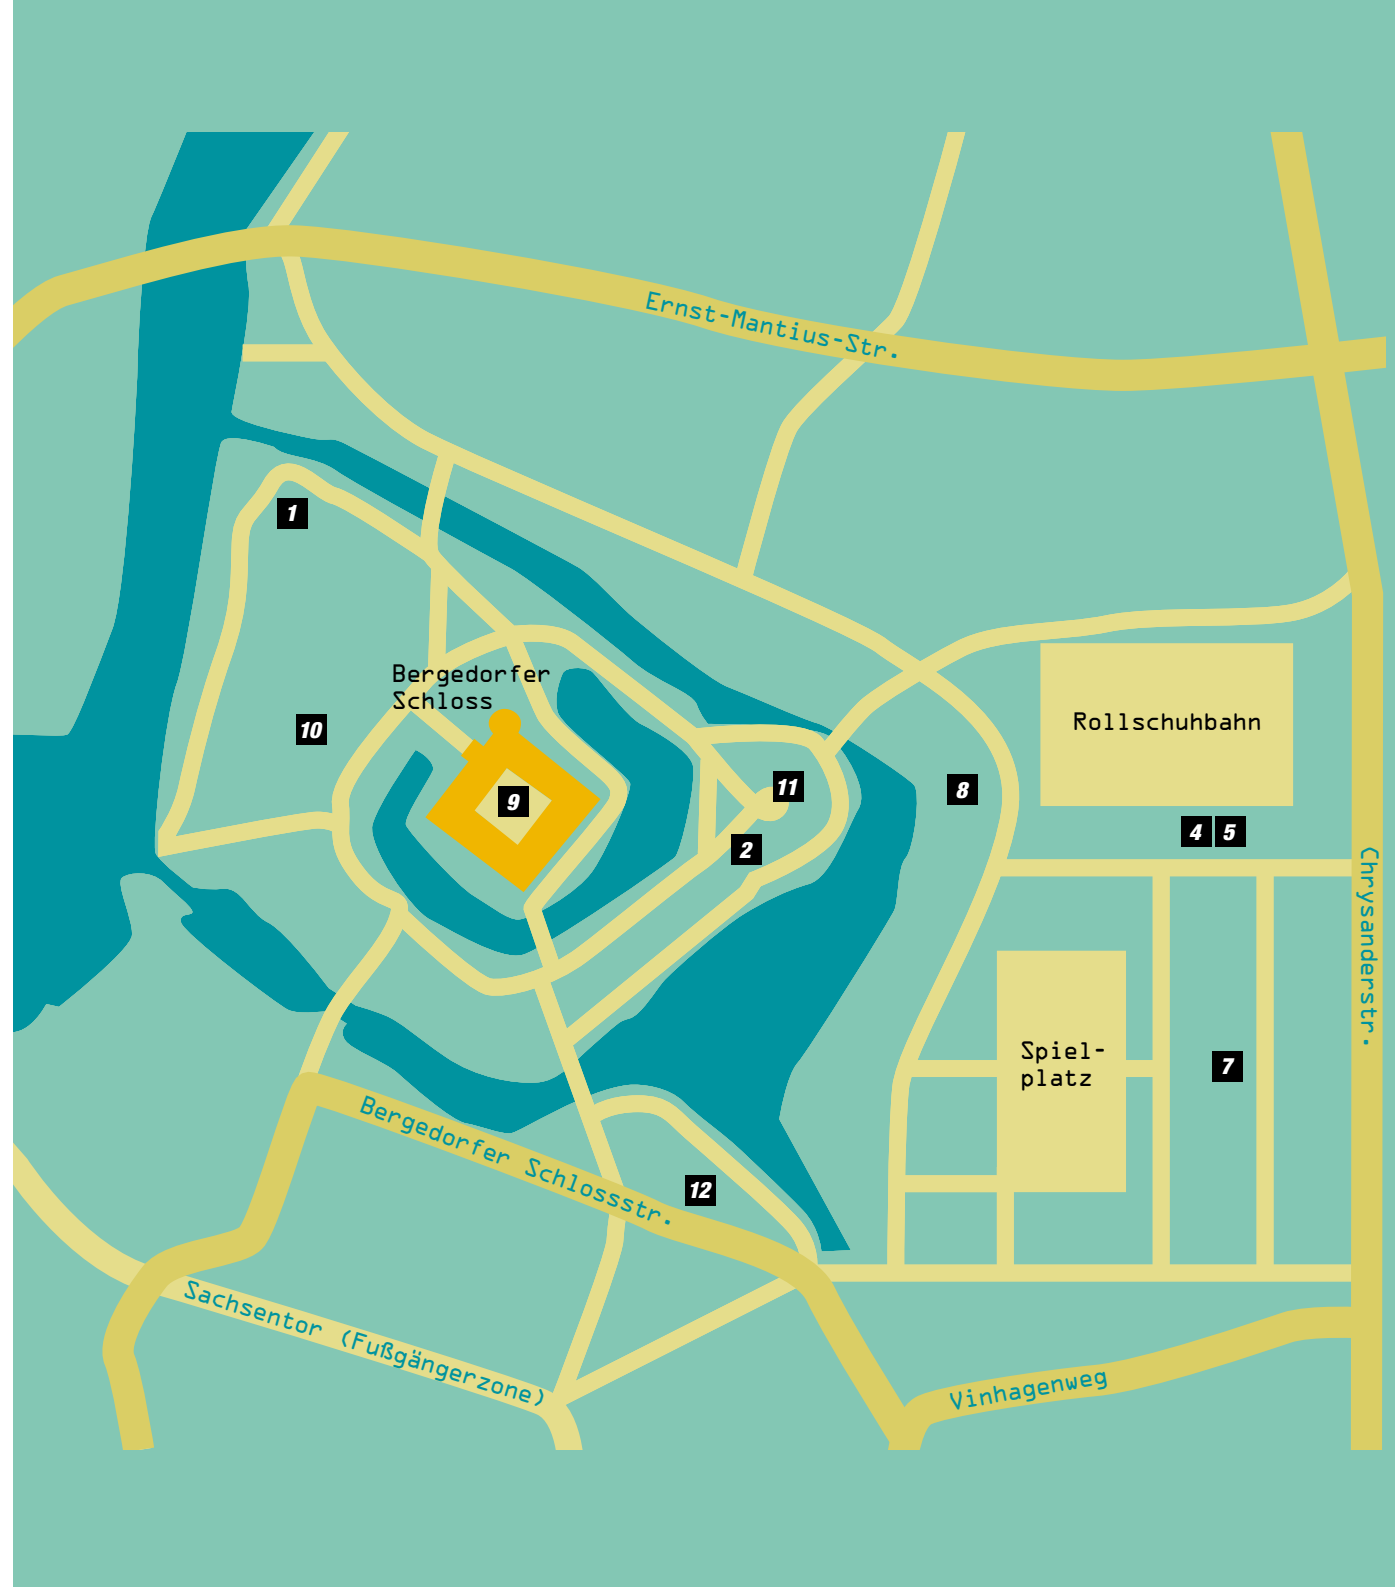 Ernst-Mantius-Str.
1
Bergedorfer
Schloss
10
Rollschuhbahn
11
8
9
4 5
2
Chrysanderstr.
Spiel-
platz
7
Bergedorfer Schlossstr.
12
Sachsentor (Fußgängerzone)
Vinhagenweg